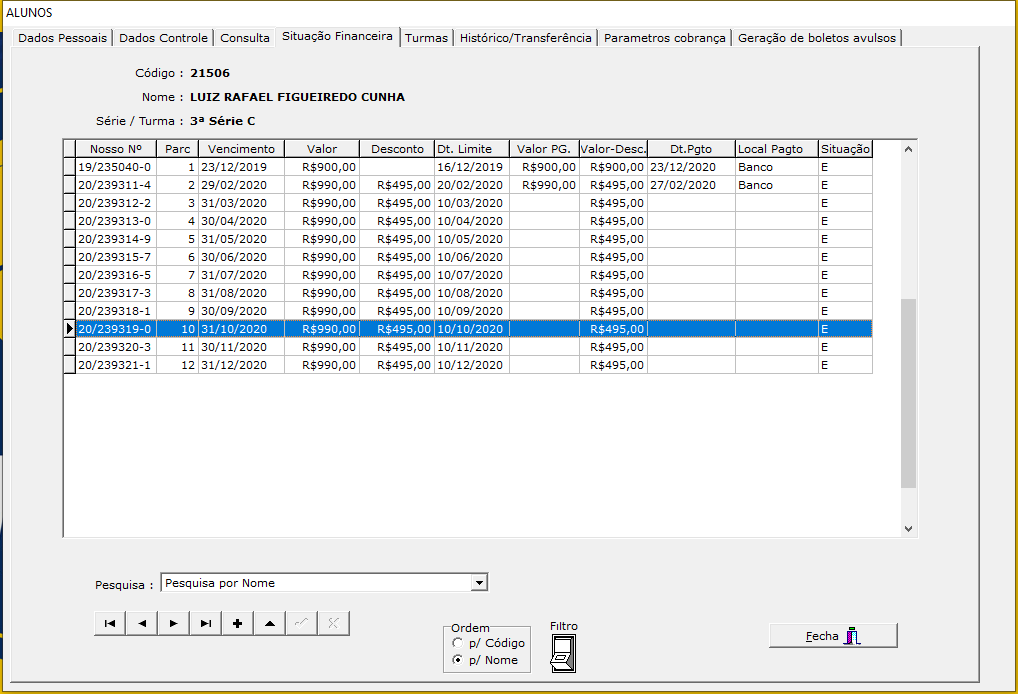 ALUNOS
Dados Pessoais Dados Controle Consulta Situação Financeira Turmas Histórico/Transferência Parametros cobrança Geração de boletos avulsos
Código : 21506
Nome : LUIZ RAFAEL FIGUEIREDO CUNHA
Série / Turma : 3ª Série C
Nosso Nº Parc Vencimento Valor Desconto Dt. Limite Valor PG. Valor-Desc. Dt.Pgto Local Pagto Situação
19/235040-0 1 23/12/2019 R$900,00 16/12/2019 R$900,00 R$900,00 23/12/2020 Banco E
20/239311-4 2 29/02/2020 R$990,00 R$495,00 20/02/2020 R$990,00 R$495,00 27/02/2020 Banco E
20/239312-2 3 31/03/2020 R$990,00 R$495,00 10/03/2020 R$495,00 E
20/239313-0 4 30/04/2020 R$990,00 R$495,00 10/04/2020 R$495,00 E
20/239314-9 5 31/05/2020 R$990,00 R$495,00 10/05/2020 R$495,00 E
20/239315-7 6 30/06/2020 R$990,00 R$495,00 10/06/2020 R$495,00 E
20/239316-5 7 31/07/2020 R$990,00 R$495,00 10/07/2020 R$495,00 E
20/239317-3 8 31/08/2020 R$990,00 R$495,00 10/08/2020 R$495,00 E
20/239318-1 9 30/09/2020 R$990,00 R$495,00 10/09/2020 R$495,00 E
20/239319-0 10 31/10/2020 R$990,00 R$495,00 10/10/2020 R$495,00 E
20/239320-3 11 30/11/2020 R$990,00 R$495,00 10/11/2020 R$495,00 E
20/239321-1 12 31/12/2020 R$990,00 R$495,00 10/12/2020 R$495,00 E
Pesquisa : Pesquisa por Nome
Ordem
p/ Código
p/ Nome
Filtro
Fecha